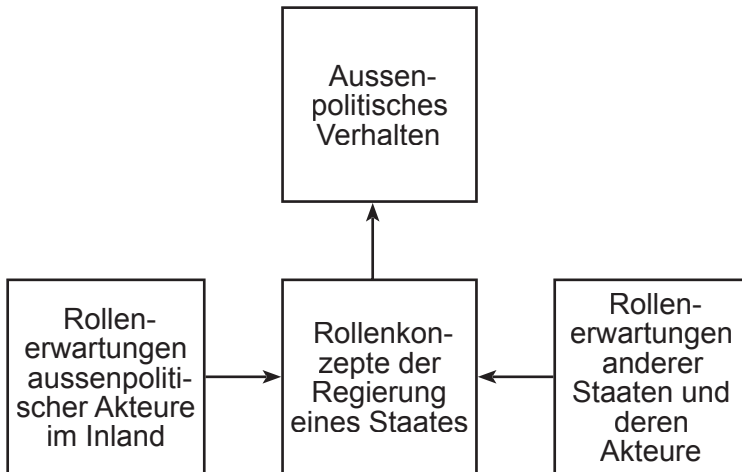 Aussen-
politisches
Verhalten
Rollen-
erwartungen
aussenpoliti-
scher Akteure
im Inland
Rollenkon-
zepte der
Regierung
eines Staates
Rollen-
erwartungen
anderer
Staaten und
deren
Akteure